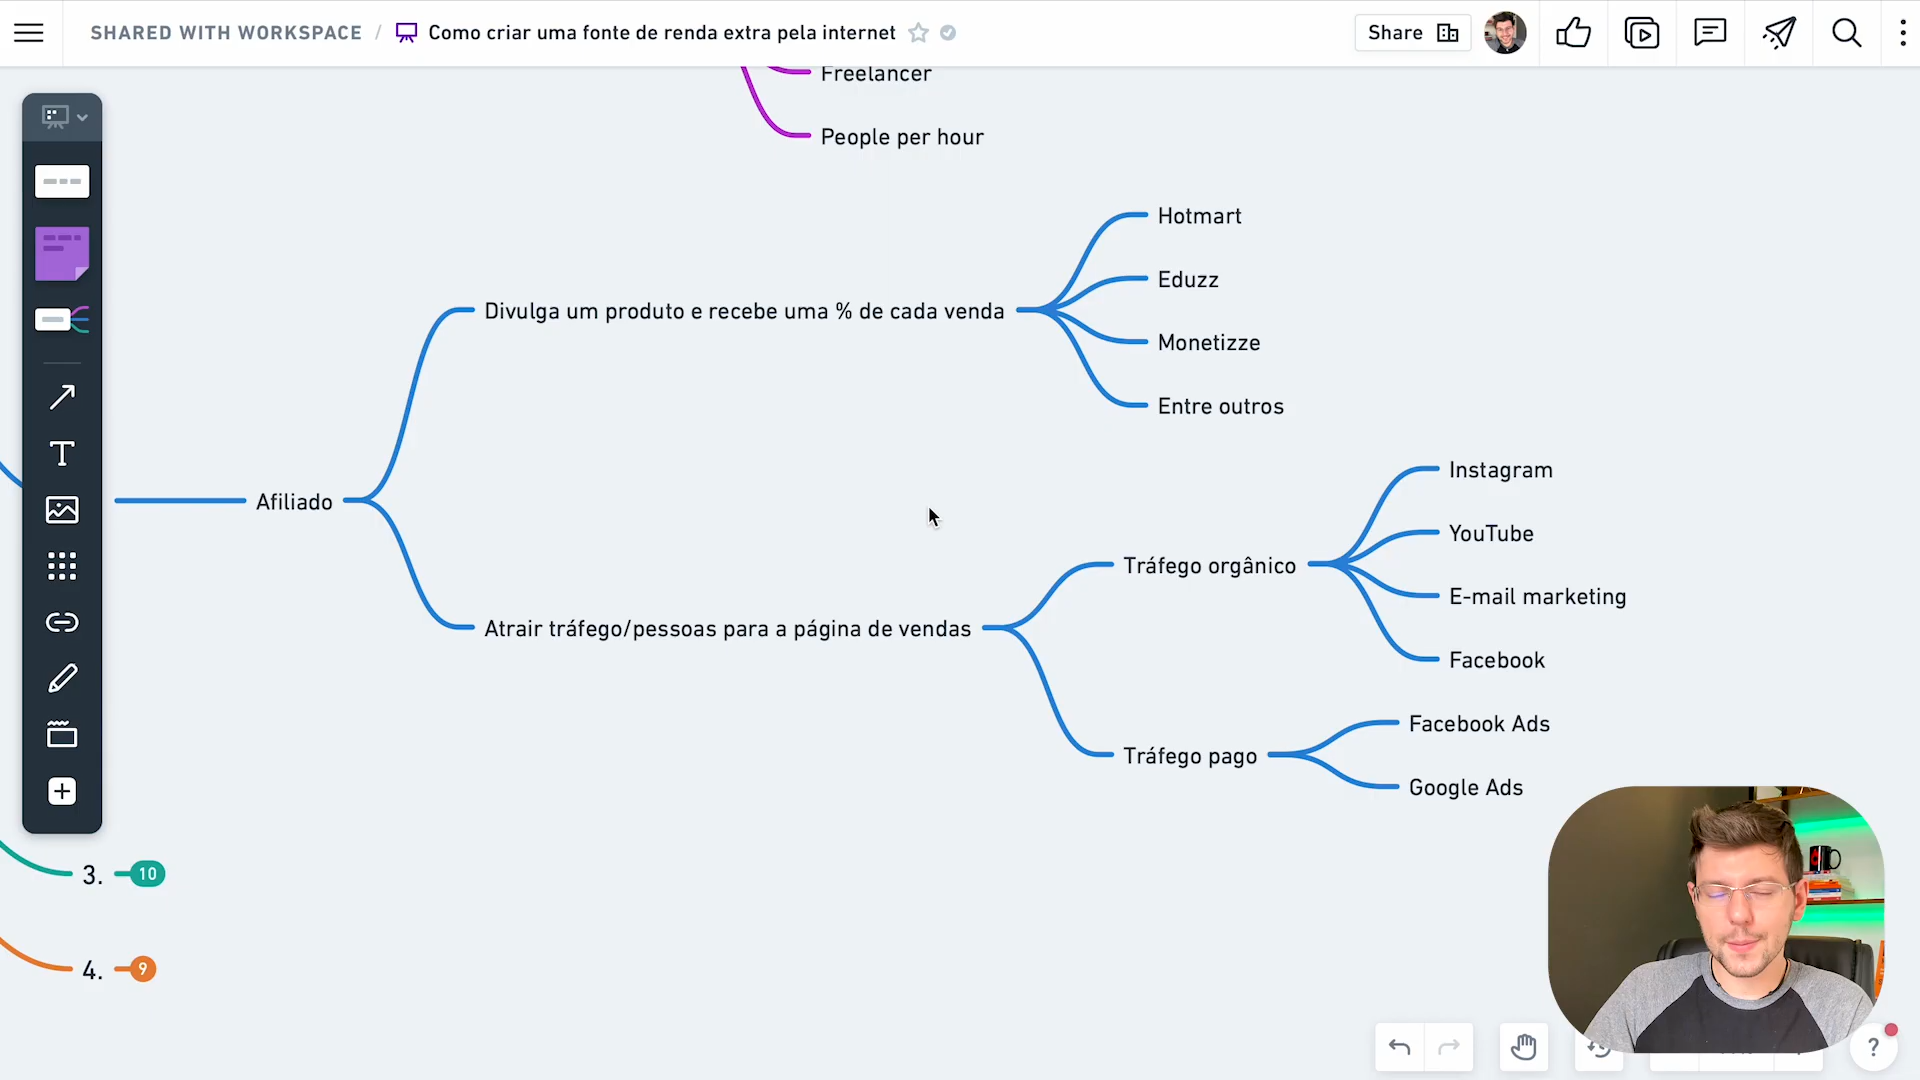 SHARED WITH WORKSPACE / Como criar uma fonte de renda extra pela internet
Share
Freelancer
People per hour
Hotmart
Eduzz
Divulga um produto e recebe uma % de cada venda
Monetizze
Entre outros
Instagram
Afiliado
YouTube
Tráfego orgânico
E-mail marketing
Atrair tráfego/pessoas para a página de vendas
Facebook
Facebook Ads
Tráfego pago
Google Ads
3. 10
4. 9
?